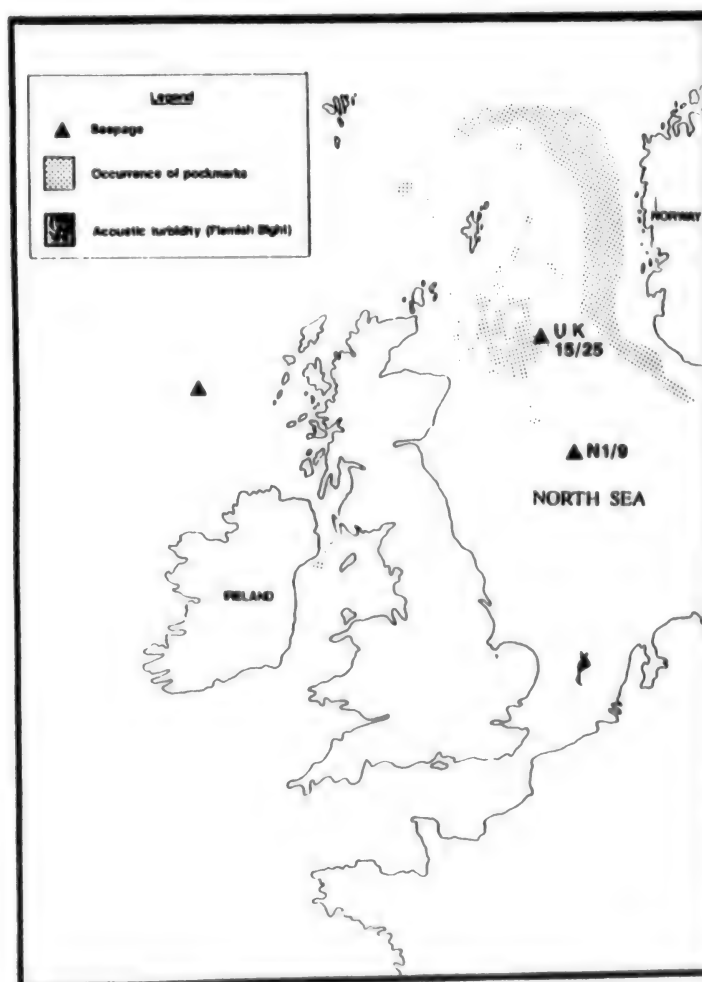 Legend
Seepage
Occurrence of pockmarks
Acoustic turbidity (Flemish Bight)
NORWAY
U K
15/25
N1/9
NORTH SEA
IRELAND